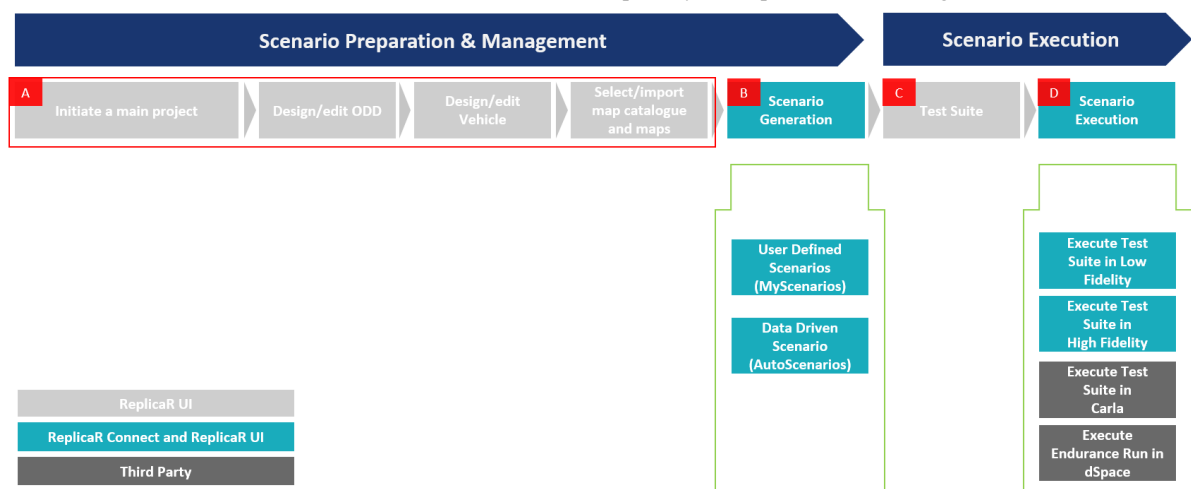 Scenario Preparation & Management
Scenario Execution
A
Initiate a main project
Design/edit ODD
Design/edit
Vehicle
Select/import
map catalogue
and maps
B
Scenario
Generation
C
Test Suite
D
Scenario
Execution
User Defined
Scenarios
(MyScenarios)
Data Driven
Scenario
(AutoScenarios)
Execute Test
Suite in Low
Fidelity
Execute Test
Suite in
High Fidelity
Execute Test
Suite in
Carla
Execute
Endurance Run in
dSpace
ReplicaR UI
ReplicaR Connect and ReplicaR UI
Third Party